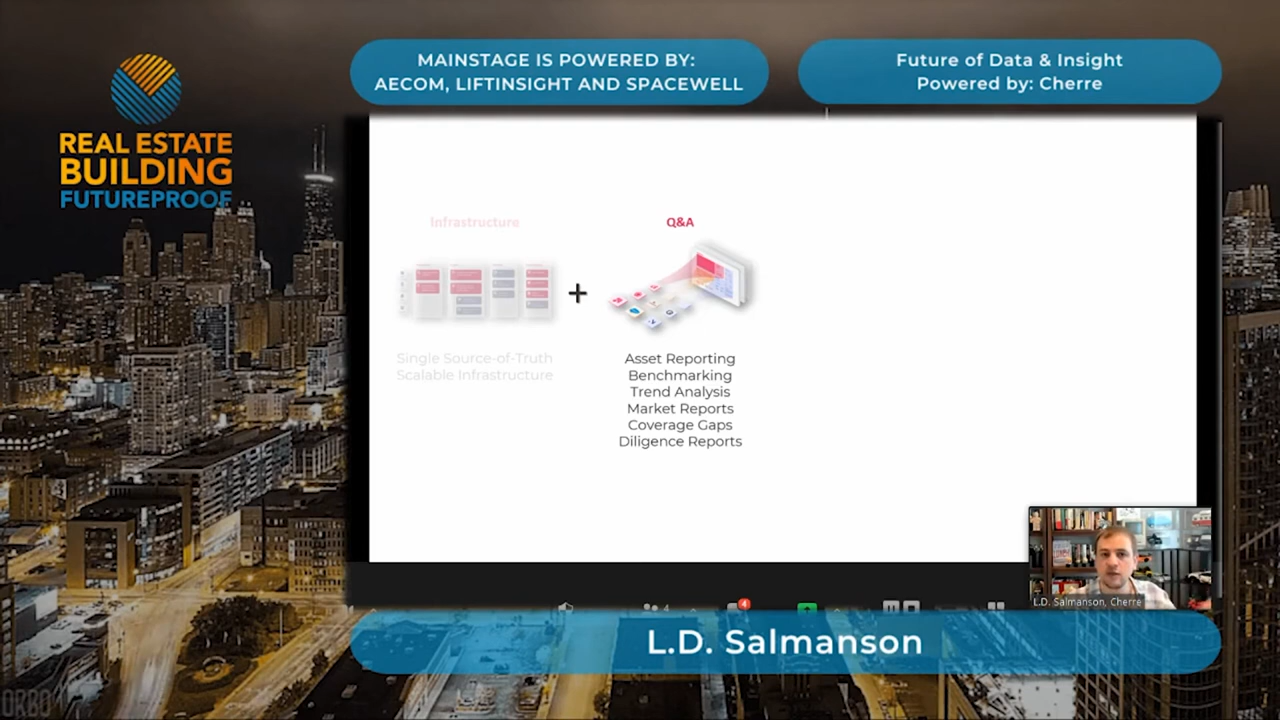 MAINSTAGE IS POWERED BY:
AECOM, LIFTINSIGHT AND SPACEWELL
Future of Data & Insight
Powered by: Cherre
REAL ESTATE
BUILDING
FUTUREPROOF
Infrastructure
Q&A
+
Single Source-of-Truth
Scalable Infrastructure
Asset Reporting
Benchmarking
Trend Analysis
Market Reports
Coverage Gaps
Diligence Reports
L.D. Salmanson, Cherre
4
4
L.D. Salmanson